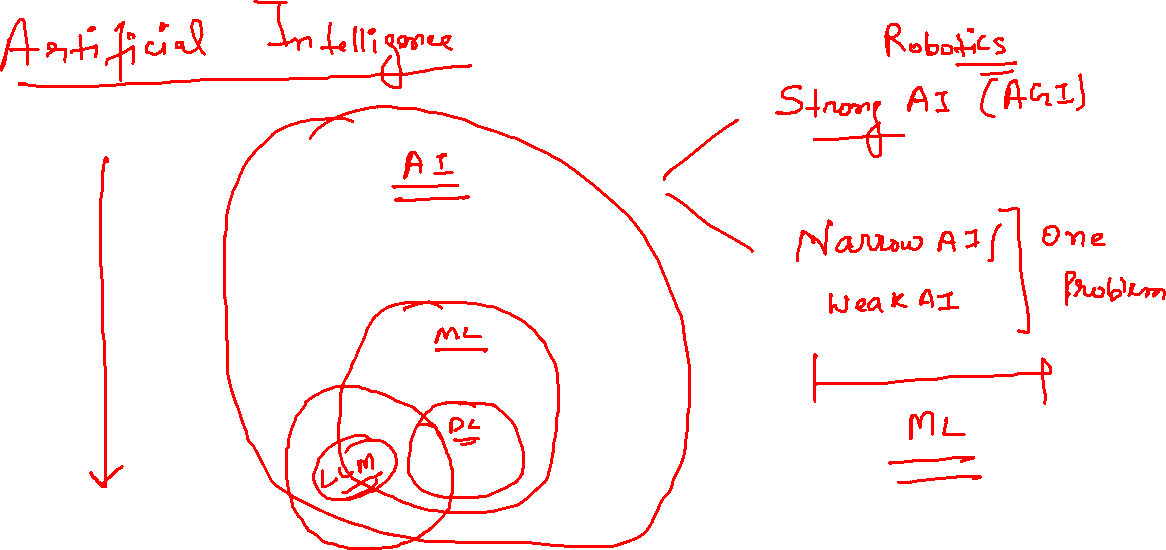 Artificial Intelligence
Robotics
Strong AI (AGI)
AI
Narrow AI / One
Weak AI Problem
ML
DL
LLM
ML